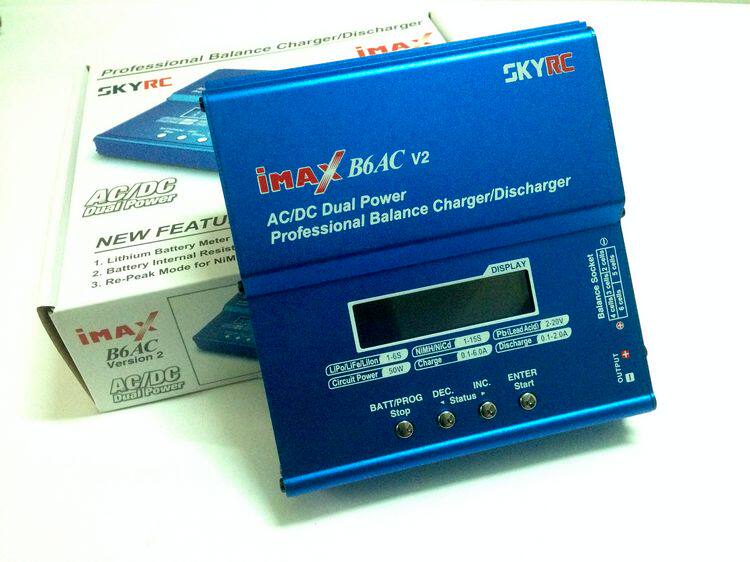 Professional Balance Charger/Discharger
SKYRC
iMAX
AC/DC
Dual Power
NEW FEATU
1. Lithium Battery Meter
2. Battery Internal Resist
3. Re-Peak Mode for NiM
iMAX
B6AC
Version 2
AC/DC
Dual Power
SKYRC
iMAX B6AC V2
AC/DC Dual Power
Professional Balance Charger/Discharger
DISPLAY
LiPo/LiFe/LiIon 1-6S NiMH/NiCd 1-15S Pb(Lead Acid) 2-20V
Circuit Power 50W Charge 0.1-6.0A Discharge 0.1-2.0A
BATT/PROG
Stop
DEC. INC.
Status
ENTER
Start
Balance Socket
2 cells
3 cells
4 cells
5 cells
6 cells
OUTPUT